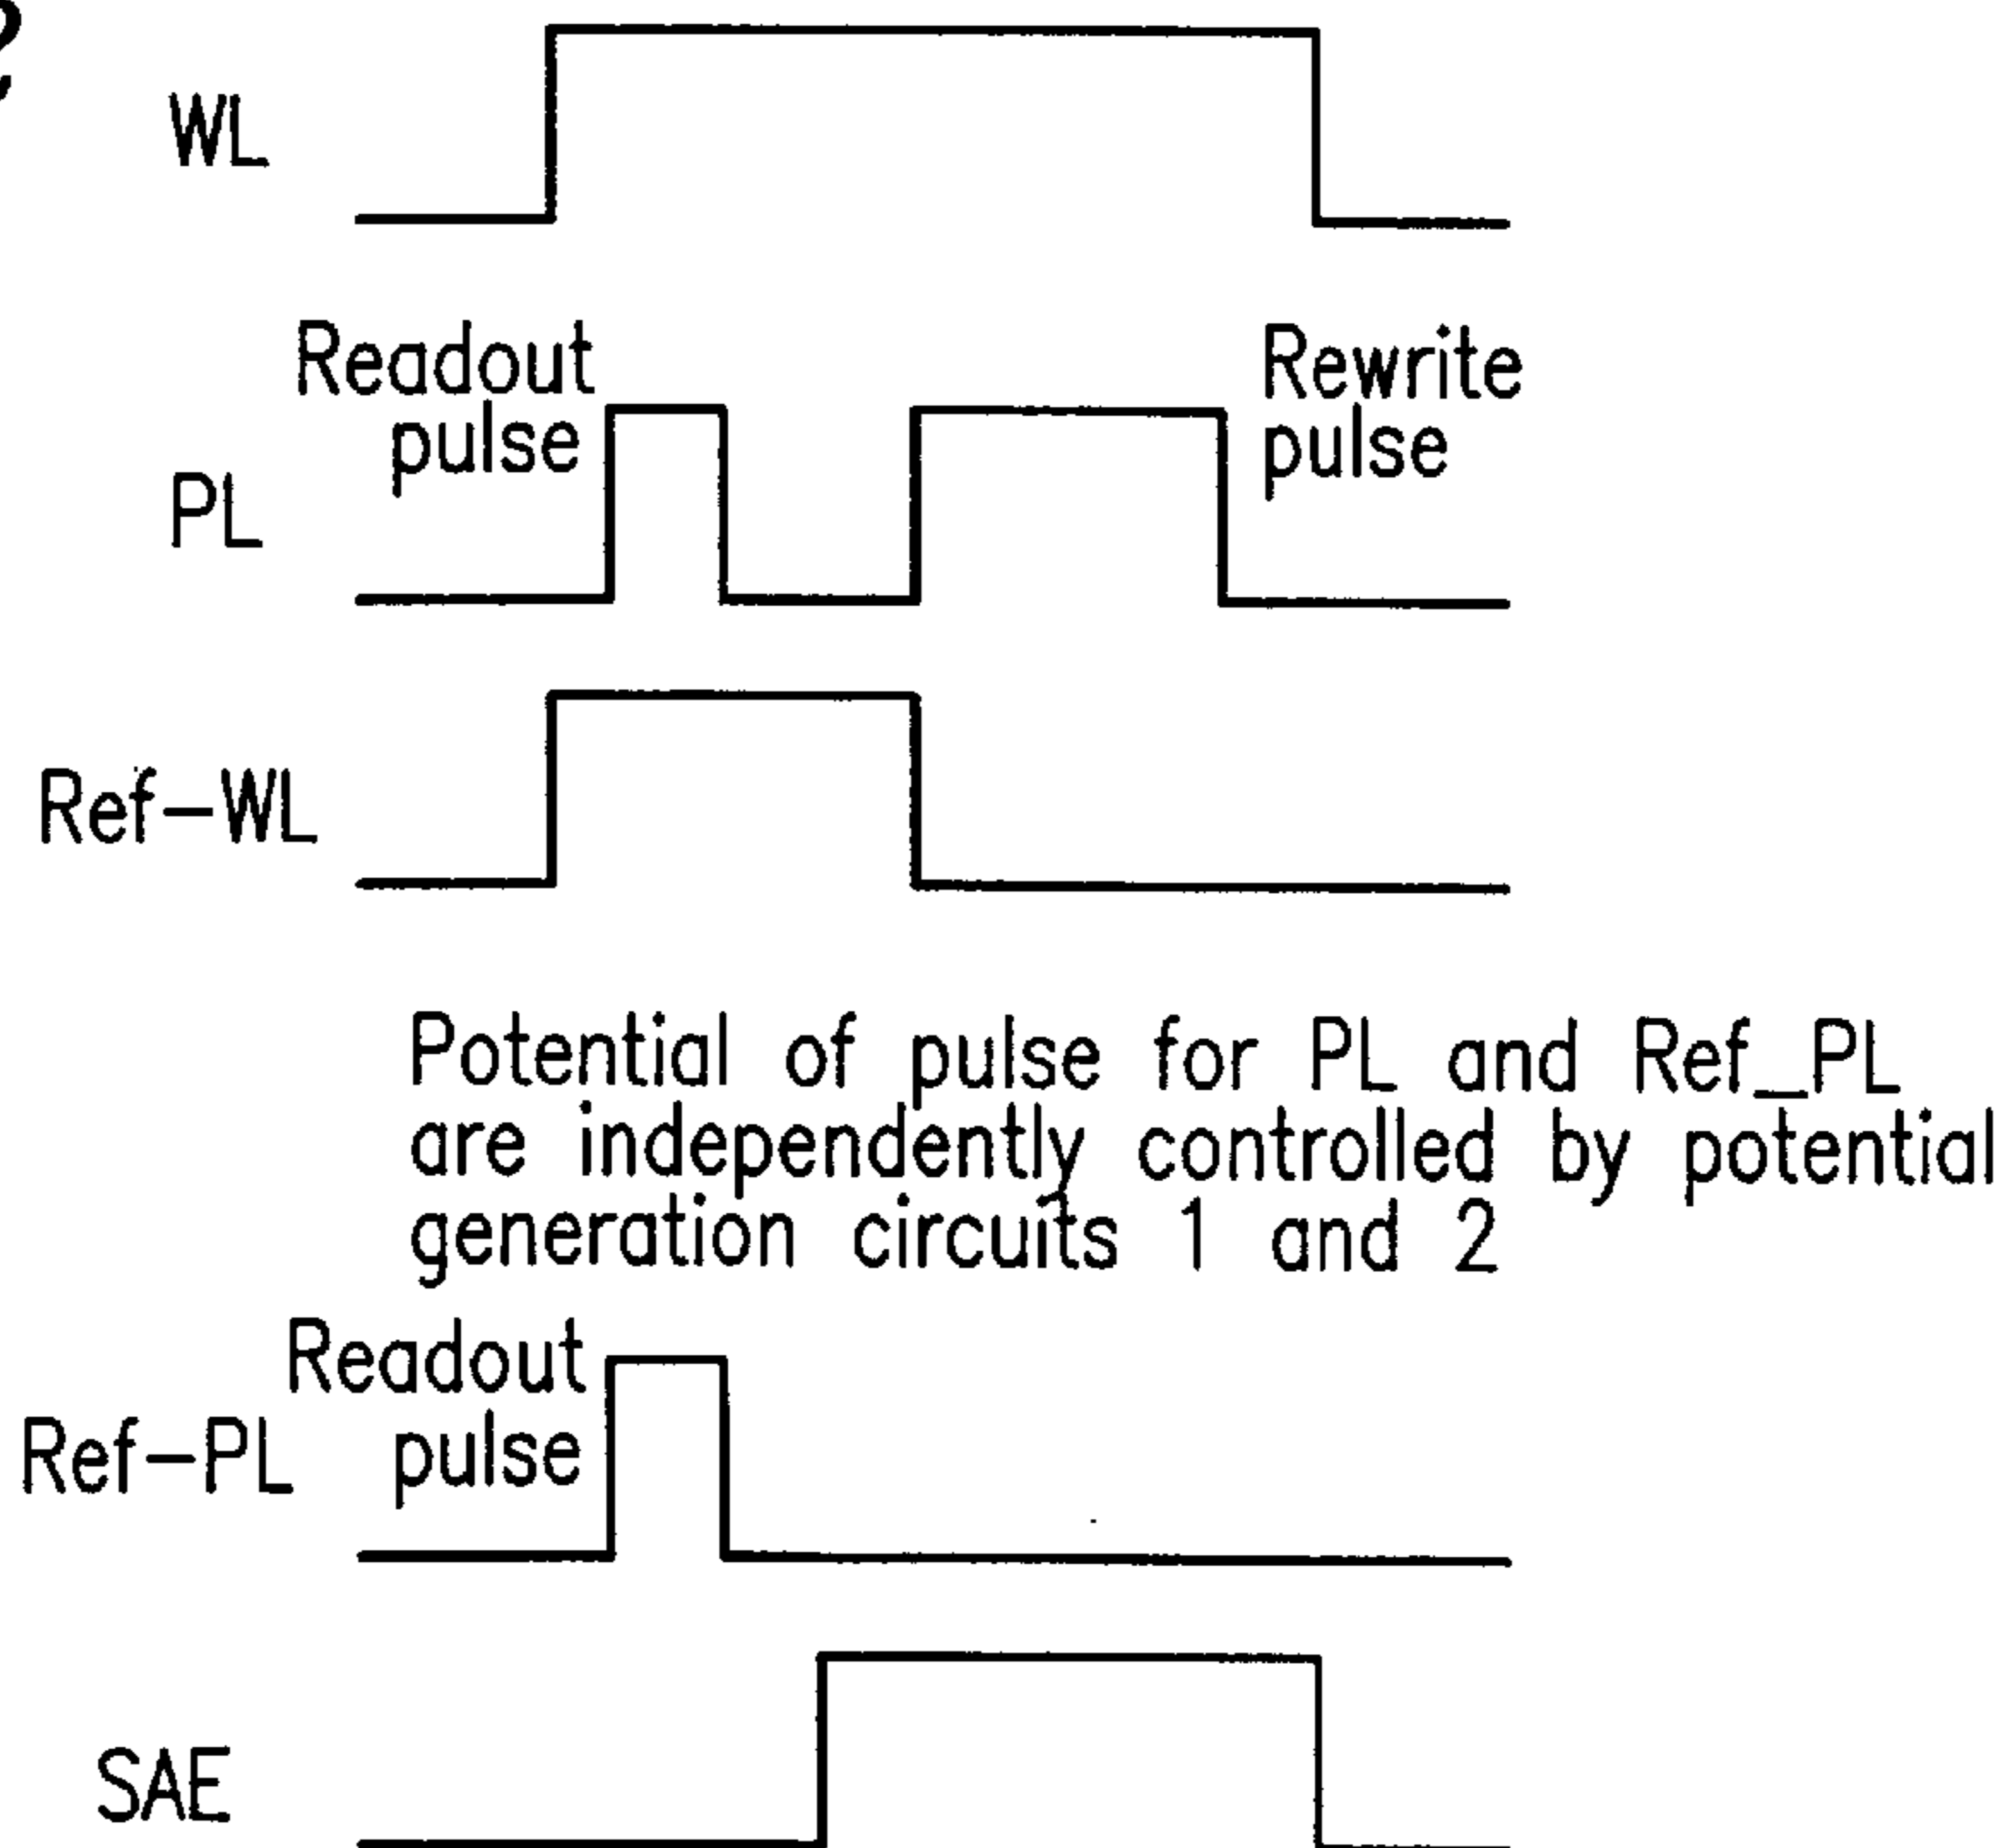 WL
Readout
pulse
Rewrite
pulse
PL
Ref-WL
Potential of pulse for PL and Ref_PL
are independently controlled by potential
generation circuits 1 and 2
Readout
pulse
Ref-PL
SAE